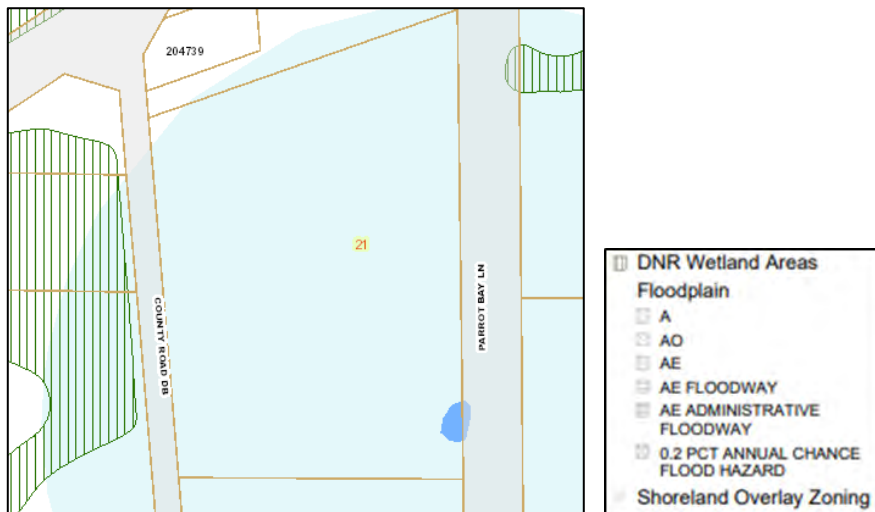 204739
21
COUNTY ROAD DB
PARROT BAY LN
DNR Wetland Areas
Floodplain
A
AO
AE
AE FLOODWAY
AE ADMINISTRATIVE
FLOODWAY
0.2 PCT ANNUAL CHANCE
FLOOD HAZARD
Shoreland Overlay Zoning